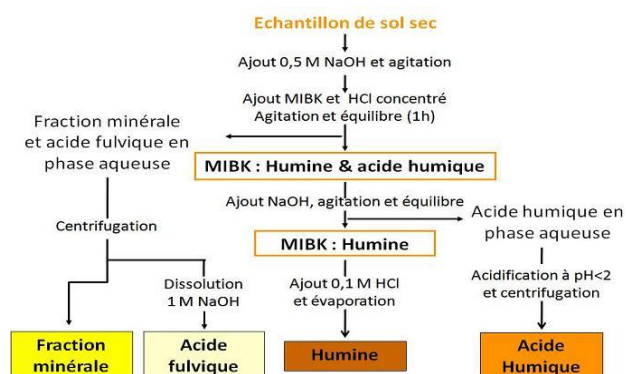 Echantillon de sol sec
Ajout 0,5 M NaOH et agitation
Ajout MIBK et HCl concentré
Agitation et équilibre (1h)
Fraction minérale
et acide fulvique en
phase aqueuse
MIBK : Humine & acide humique
Ajout NaOH, agitation et équilibre
Acide humique en
phase aqueuse
MIBK : Humine
Centrifugation
Dissolution
1 M NaOH
Ajout 0,1 M HCl
et évaporation
Acidification à pH<2
et centrifugation
Fraction
minérale
Acide
fulvique
Humine
Acide
Humique